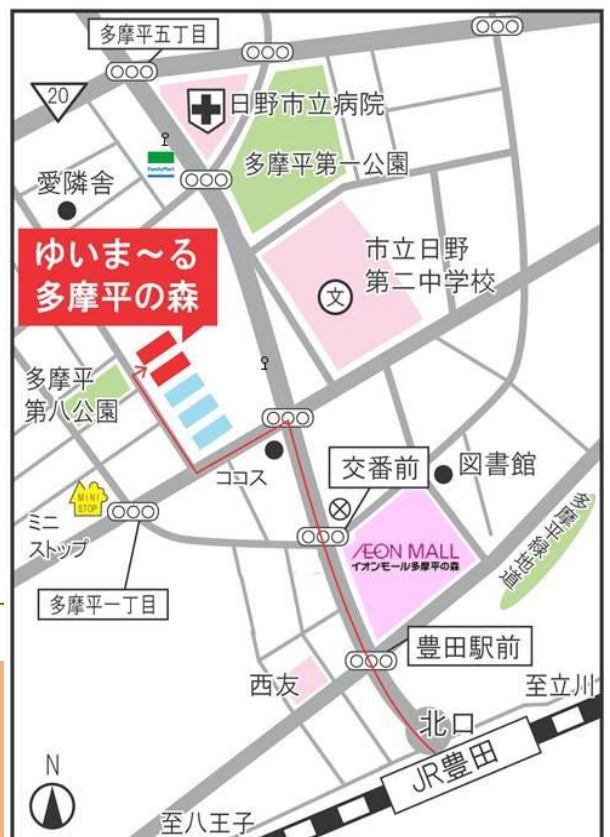 多摩平五丁目
20
日野市立病院
FamilyMart
多摩平第一公園
愛隣舎
ゆいま～る
多摩平の森
市立日野
第二中学校
文
多摩平
第八公園
ココス
交番前
図書館
MINI
STOP
ミニ
ストップ
多摩平緑地道
ÆON MALL
イオンモール多摩平の森
多摩平一丁目
豊田駅前
西友
至立川
北口
JR豊田
N
至八王子